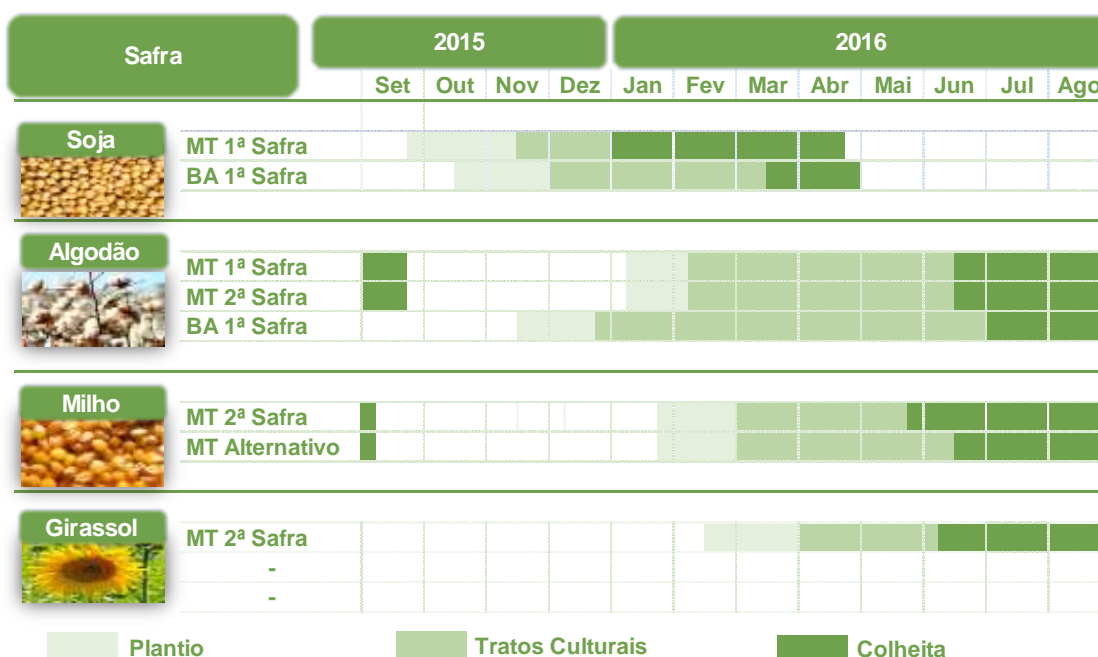 Safra
2015
2016
Set Out Nov Dez Jan Fev Mar Abr Mai Jun Jul Ago
Soja
MT 1ª Safra
BA 1ª Safra
Algodão
MT 1ª Safra
MT 2ª Safra
BA 1ª Safra
Milho
MT 2ª Safra
MT Alternativo
Girassol
MT 2ª Safra
-
-
Plantio
Tratos Culturais
Colheita